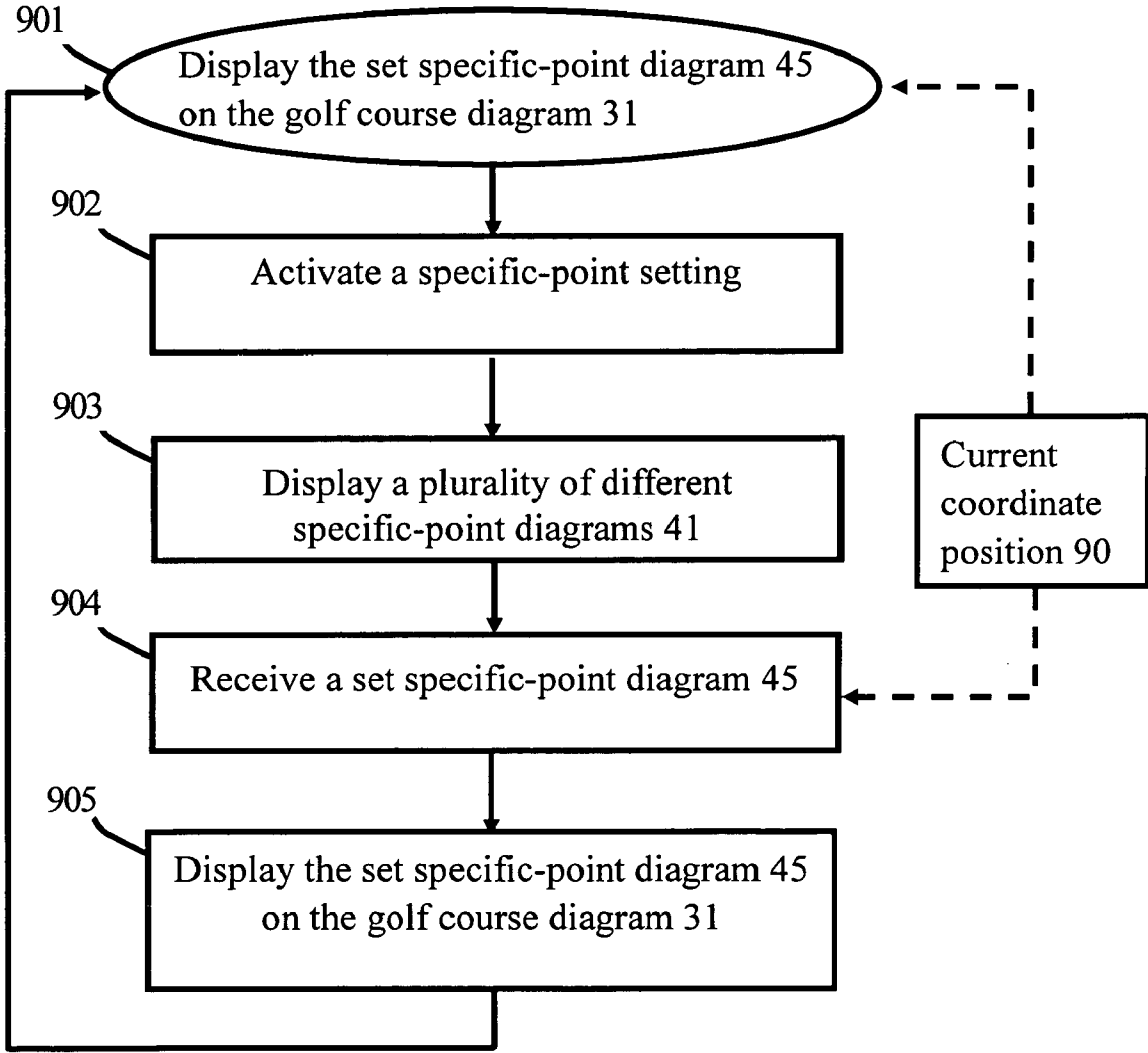 901
Display the set specific-point diagram 45
on the golf course diagram 31
902
Activate a specific-point setting
903
Display a plurality of different
specific-point diagrams 41
Current
coordinate
position 90
904
Receive a set specific-point diagram 45
905
Display the set specific-point diagram 45
on the golf course diagram 31